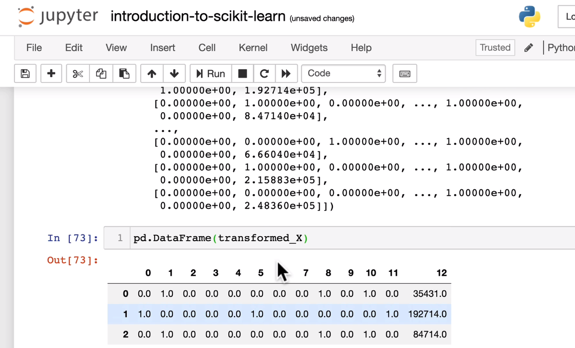 jupyter introduction-to-scikit-learn (unsaved changes)
File Edit View Insert Cell Kernel Widgets Help Trusted
Run Code
1.00000e+00, 1.92714e+05],
[0.00000e+00, 1.00000e+00, 0.00000e+00, ..., 1.00000e+00,
0.00000e+00, 8.47140e+04],
...,
[0.00000e+00, 0.00000e+00, 1.00000e+00, ..., 1.00000e+00,
0.00000e+00, 6.66040e+04],
[0.00000e+00, 1.00000e+00, 0.00000e+00, ..., 1.00000e+00,
0.00000e+00, 2.15883e+05],
[0.00000e+00, 0.00000e+00, 0.00000e+00, ..., 1.00000e+00,
0.00000e+00, 2.48360e+05]])
In [73]: 1 pd.DataFrame(transformed_X)
Out[73]:
0 1 2 3 4 5 7 8 9 10 11 12
0 0.0 1.0 0.0 0.0 0.0 0.0 0.0 0.0 1.0 0.0 1.0 0.0 35431.0
1 1.0 0.0 0.0 0.0 0.0 1.0 0.0 0.0 0.0 0.0 0.0 1.0 192714.0
2 0.0 1.0 0.0 0.0 0.0 0.0 0.0 0.0 1.0 0.0 1.0 0.0 84714.0